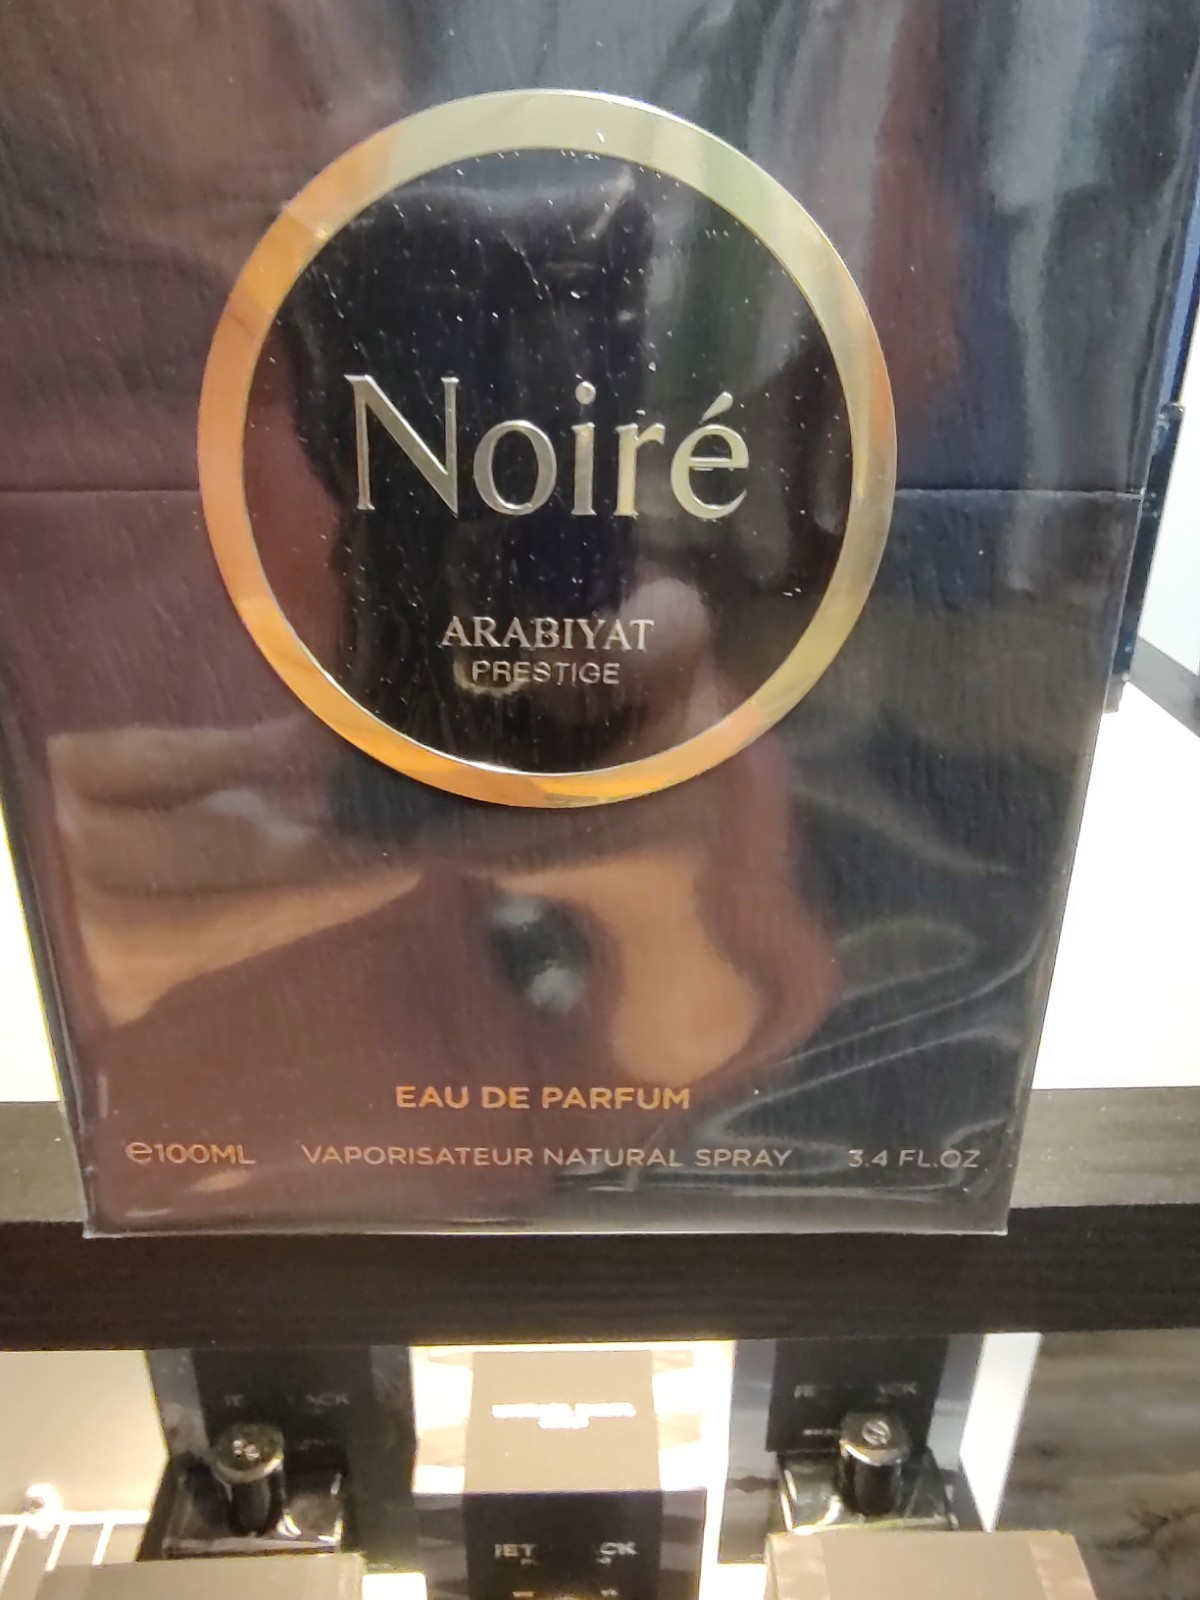 Noiré
ARABIYAT
PRESTIGE
EAU DE PARFUM
℮100ML VAPORISATEUR NATURAL SPRAY 3.4 FL.OZ